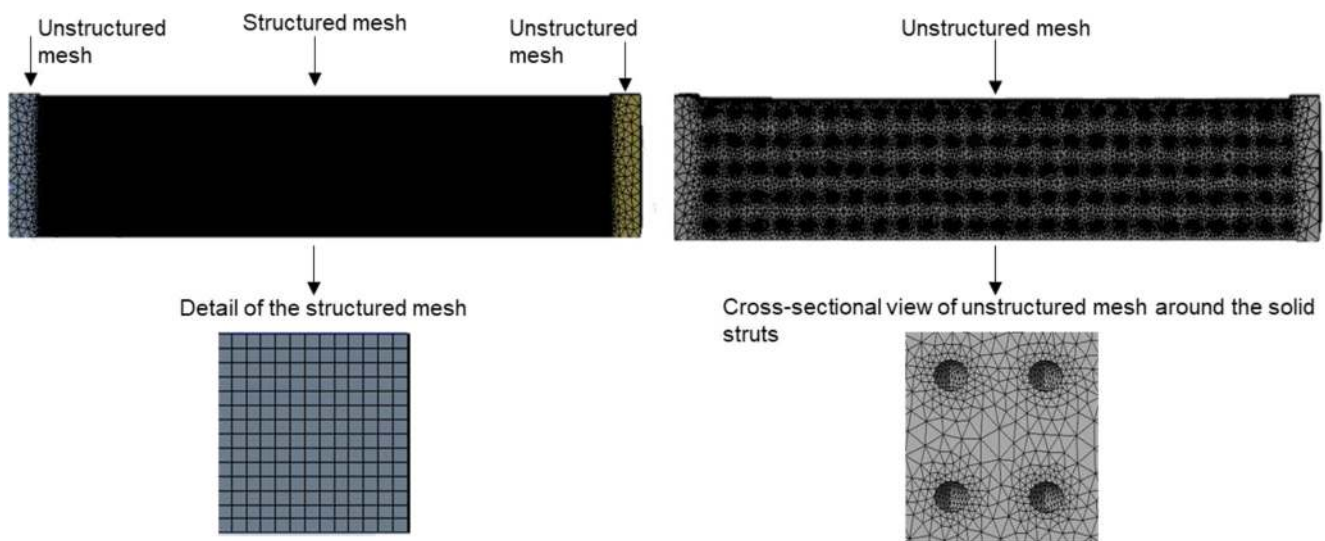 Unstructured
mesh
Structured mesh
Unstructured
mesh
Unstructured mesh
Detail of the structured mesh
Cross-sectional view of unstructured mesh around the solid
struts